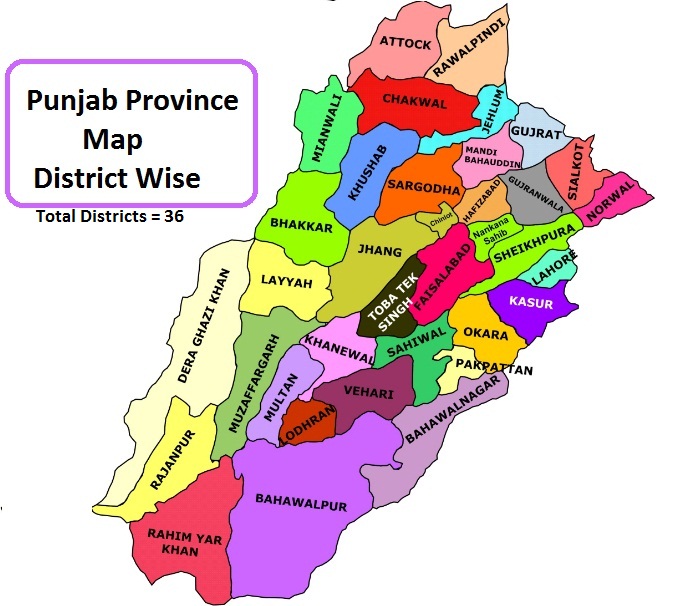 Punjab Province
Map
District Wise
Total Districts = 36
ATTOCK
RAWALPINDI
CHAKWAL
JEHLUM
MIANWALI
GUJRAT
KHUSHAB
MANDI
BAHAUDDIN
SIALKOT
SARGODHA
HAFIZABAD
GUJRANWALA
NORWAL
BHAKKAR
Chiniot
Nankana
Sahib
SHEIKHPURA
JHANG
FAISALABAD
LAHORE
LAYYAH
TOBA TEK
SINGH
KASUR
DERA GHAZI KHAN
OKARA
SAHIWAL
KHANEWAL
MUZAFFARGARH
PAKPATTAN
MULTAN
VEHARI
BAHAWALNAGAR
LODHRAN
RAJANPUR
BAHAWALPUR
RAHIM YAR
KHAN